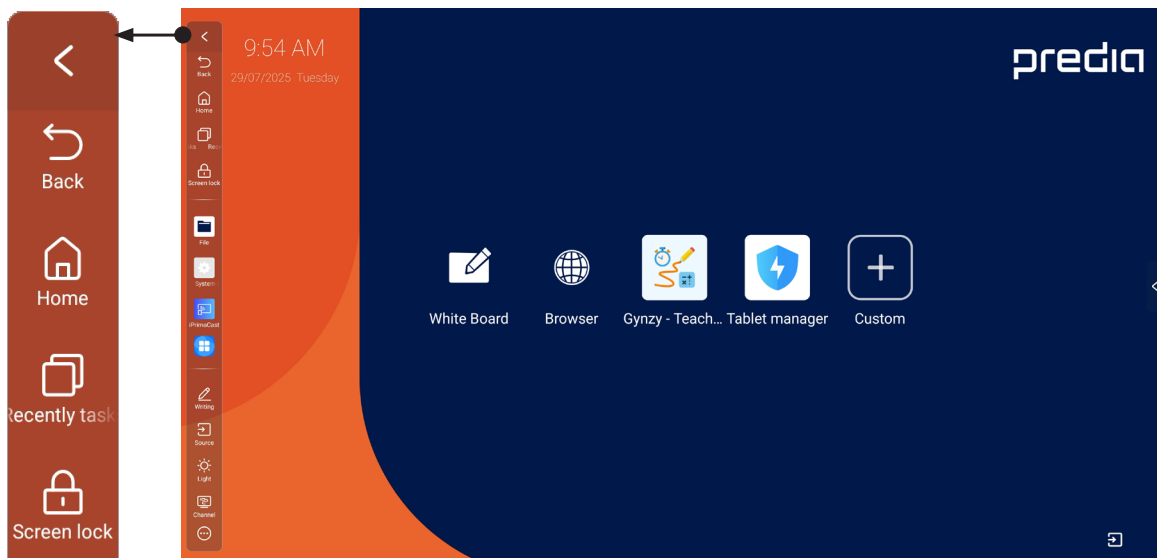 Back
Home
Recently task
Screen lock
9:54 AM
29/07/2025 Tuesday
Back
Home
Screen lock
File
System
iPrimaCast
Writing
Source
Light
Channel
predia
White Board
Browser
Gynzy - Teach...
Tablet manager
Custom